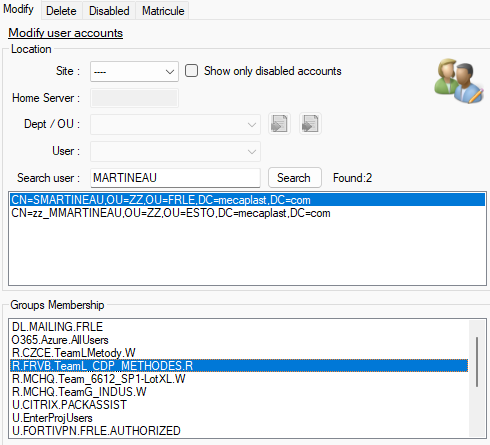 Modify Delete Disabled Matricule
Modify user accounts
Location
Site : ---- Show only disabled accounts
Home Server :
Dept / OU :
User :
Search user : MARTINEAU Search Found:2
CN=SMARTINEAU,OU=ZZ,OU=FRLE,DC=mecaplast,DC=com
CN=zz_MMARTINEAU,OU=ZZ,OU=ESTO,DC=mecaplast,DC=com
Groups Membership
DL.MAILING.FRLE
O365.Azure.AllUsers
R.CZCE.TeamLMetody.W
R.FRVB.TeamL_CDP_METHODES.R
R.MCHQ.Team_6612_SP1-LotXL.W
R.MCHQ.TeamG_INDUS.W
U.CITRIX.PACKASSIST
U.EnterProjUsers
U.FORTIVPN.FRLE.AUTHORIZED